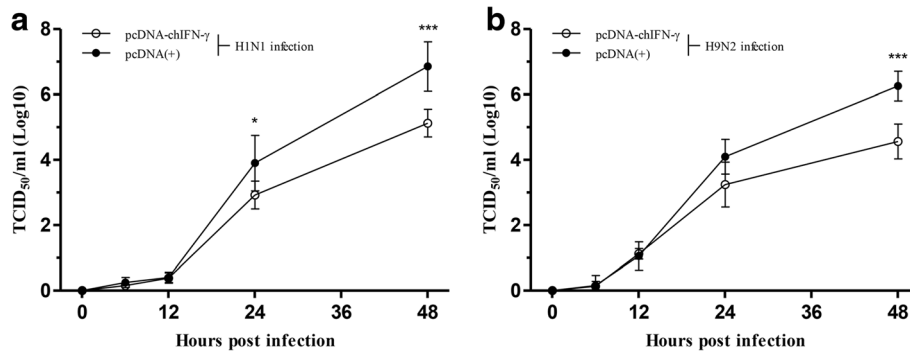 a
pcDNA-chIFN-γ
pcDNA(+)
H1N1 infection
***
*
TCID50/ml (Log10)
8
6
4
2
0
0 12 24 36 48
Hours post infection
b
pcDNA-chIFN-γ
pcDNA(+)
H9N2 infection
***
TCID50/ml (Log10)
8
6
4
2
0
0 12 24 36 48
Hours post infection